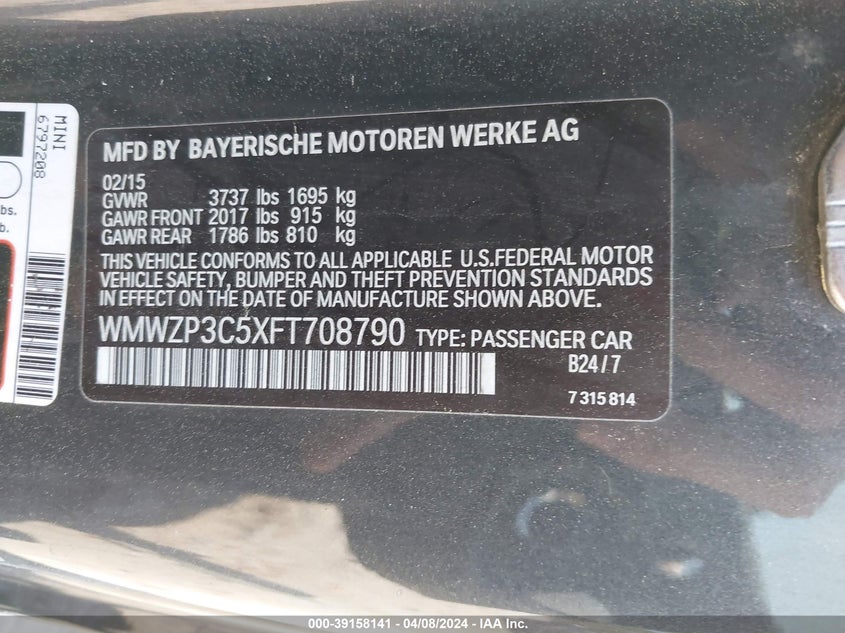 MINI
6797208
bs.
b.
MFD BY BAYERISCHE MOTOREN WERKE AG
02/15
GVWR 3737 lbs 1695 kg
GAWR FRONT 2017 lbs 915 kg
GAWR REAR 1786 lbs 810 kg
THIS VEHICLE CONFORMS TO ALL APPLICABLE U.S.FEDERAL MOTOR
VEHICLE SAFETY, BUMPER AND THEFT PREVENTION STANDARDS
IN EFFECT ON THE DATE OF MANUFACTURE SHOWN ABOVE.
WMWZP3C5XFT708790 TYPE: PASSENGER CAR
B24/7
7 315 814
000-39158141 - 04/08/2024 - IAA Inc.